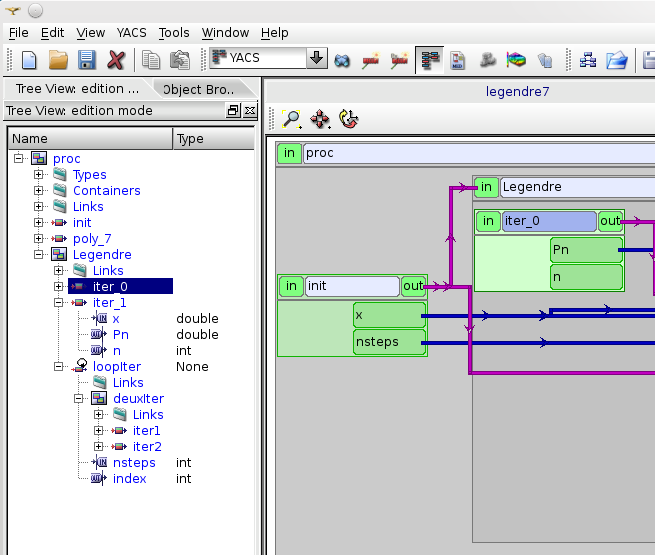 File Edit View YACS Tools Window Help
YACS
Tree View: edition ... Object Bro..
Tree View: edition mode
Name Type
proc
Types
Containers
Links
init
poly_7
Legendre
Links
iter_0
iter_1
x double
Pn double
n int
loopIter None
Links
deuxIter
Links
iter1
iter2
nsteps int
index int
legendre7
in proc
in Legendre
in iter_0 out
Pn
n
in init out
x
nsteps